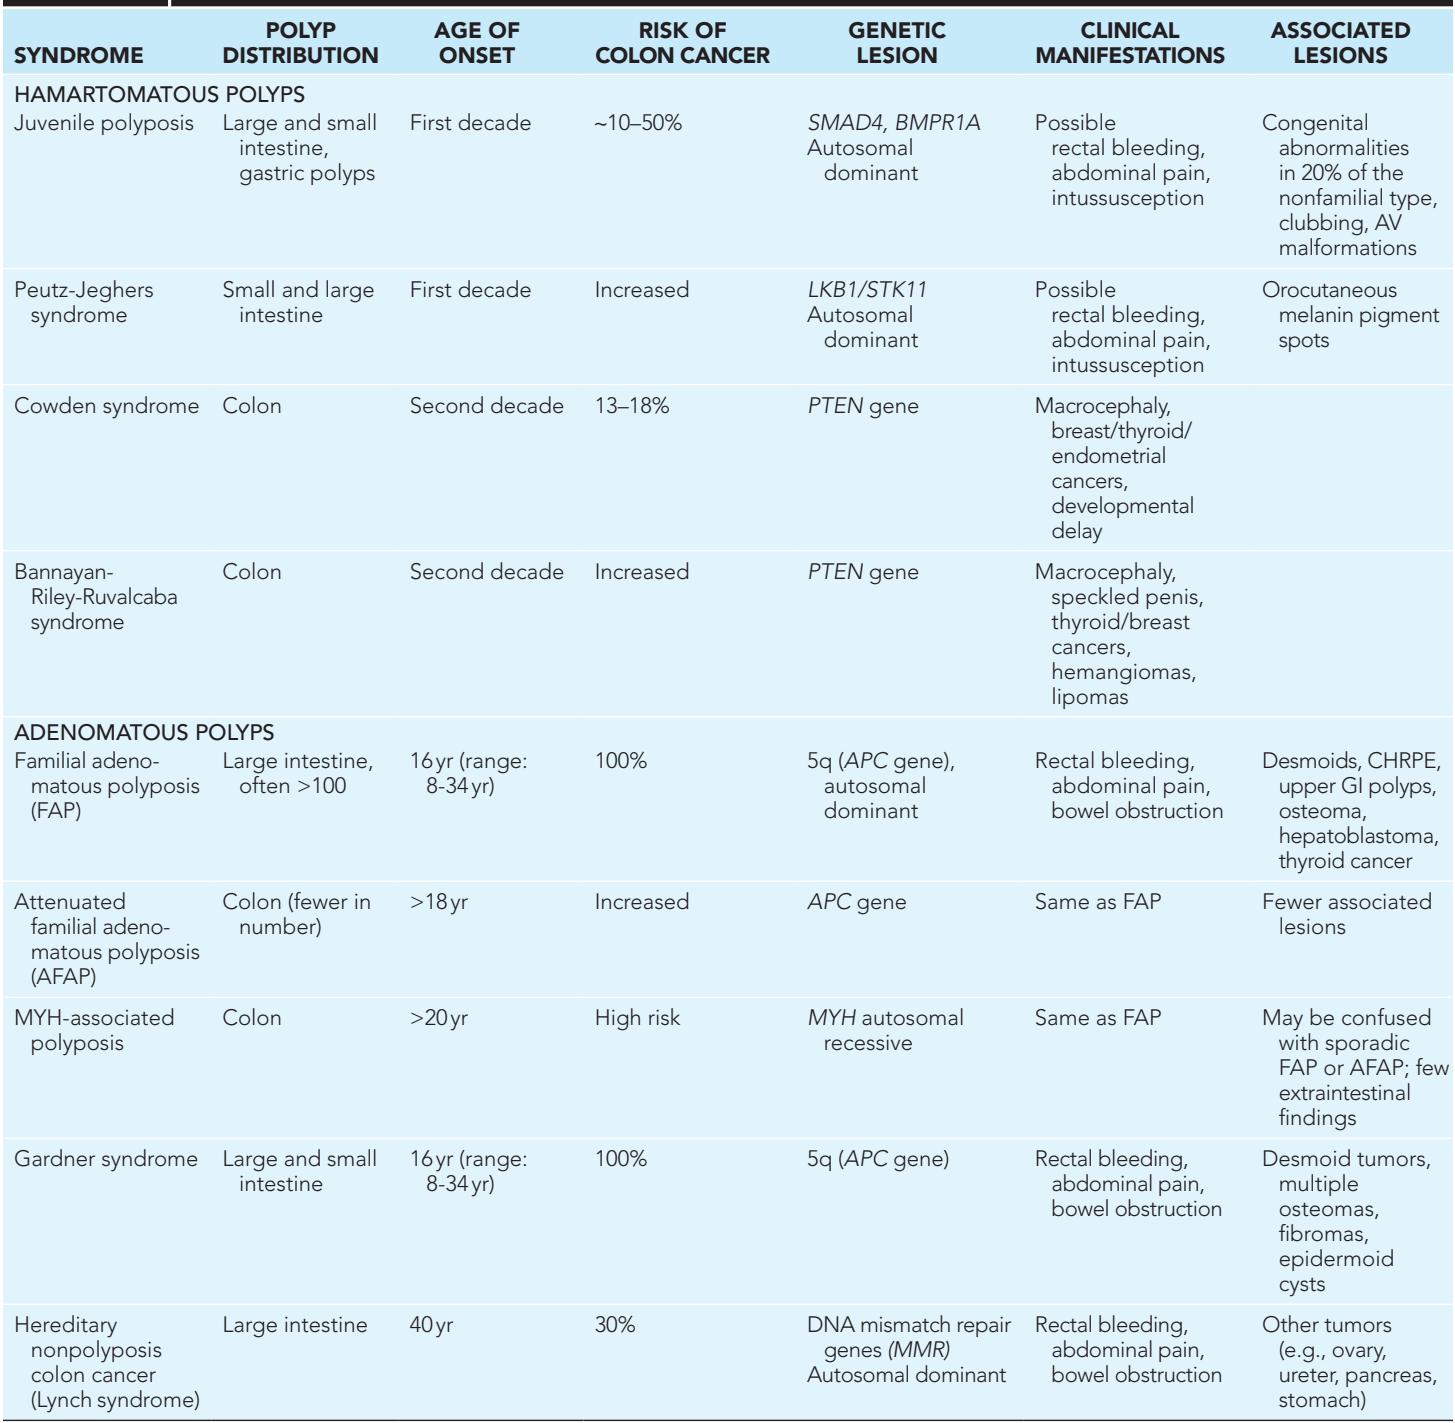 SYNDROME POLYP DISTRIBUTION AGE OF ONSET RISK OF COLON CANCER GENETIC LESION CLINICAL MANIFESTATIONS ASSOCIATED LESIONS
HAMARTOMATOUS POLYPS
Juvenile polyposis Large and small First decade ~10–50% SMAD4, BMPR1A Possible Congenital
intestine, Autosomal rectal bleeding, abnormalities
gastric polyps dominant abdominal pain, in 20% of the
intussusception nonfamilial type,
clubbing, AV
malformations
Peutz-Jeghers Small and large First decade Increased LKB1/STK11 Possible Orocutaneous
syndrome intestine Autosomal rectal bleeding, melanin pigment
dominant abdominal pain, spots
intussusception
Cowden syndrome Colon Second decade 13–18% PTEN gene Macrocephaly,
breast/thyroid/
endometrial
cancers,
developmental
delay
Bannayan- Colon Second decade Increased PTEN gene Macrocephaly,
Riley-Ruvalcaba speckled penis,
syndrome thyroid/breast
cancers,
hemangiomas,
lipomas
ADENOMATOUS POLYPS
Familial adeno- Large intestine, 16 yr (range: 100% 5q (APC gene), Rectal bleeding, Desmoids, CHRPE,
matous polyposis often >100 8-34 yr) autosomal abdominal pain, upper GI polyps,
(FAP) dominant bowel obstruction osteoma,
hepatoblastoma,
thyroid cancer
Attenuated Colon (fewer in >18 yr Increased APC gene Same as FAP Fewer associated
familial adeno- number) lesions
matous polyposis
(AFAP)
MYH-associated Colon >20 yr High risk MYH autosomal Same as FAP May be confused
polyposis recessive with sporadic
FAP or AFAP; few
extraintestinal
findings
Gardner syndrome Large and small 16 yr (range: 100% 5q (APC gene) Rectal bleeding, Desmoid tumors,
intestine 8-34 yr) abdominal pain, multiple
bowel obstruction osteomas,
fibromas,
epidermoid
cysts
Hereditary Large intestine 40 yr 30% DNA mismatch repair Rectal bleeding, Other tumors
nonpolyposis genes (MMR) abdominal pain, (e.g., ovary,
colon cancer Autosomal dominant bowel obstruction ureter, pancreas,
(Lynch syndrome) stomach)